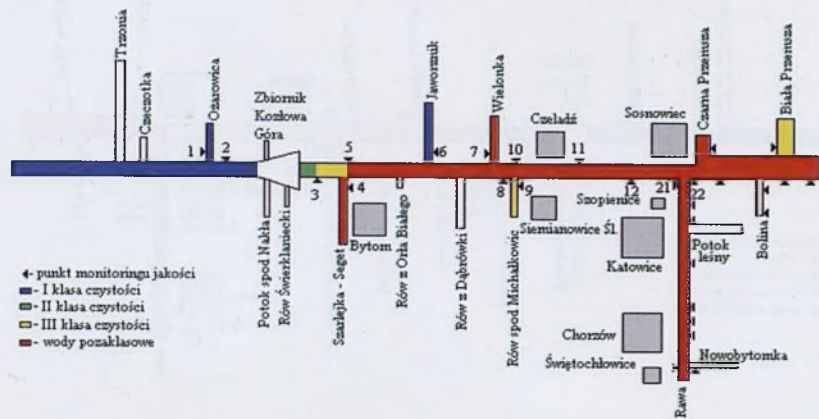 Trzonia
Czeczotka
Ożarowica
1
2
Zbiornik
Kozłowa
Góra
Potok spod Nakła
Rów Świerklaniecki
3
5
4
Szarlejka - Seget
Bytom
Rów z Orła Białego
Jaworznik
6
Rów z Dąbrówki
7
Wielonka
8
10
9
Rów spod Michałkowic
Czeladź
11
Siemianowice Śl.
12
Sosnowiec
21
22
Szopienice
Katowice
Chorzów
Świętochłowice
Rawa
Czarna Przemsza
Biała Przemsza
Potok
leśny
Bolina
Nowobytomka
- punkt monitoringu jakości
- I klasa czystości
- II klasa czystości
- III klasa czystości
- wody pozaklasowe